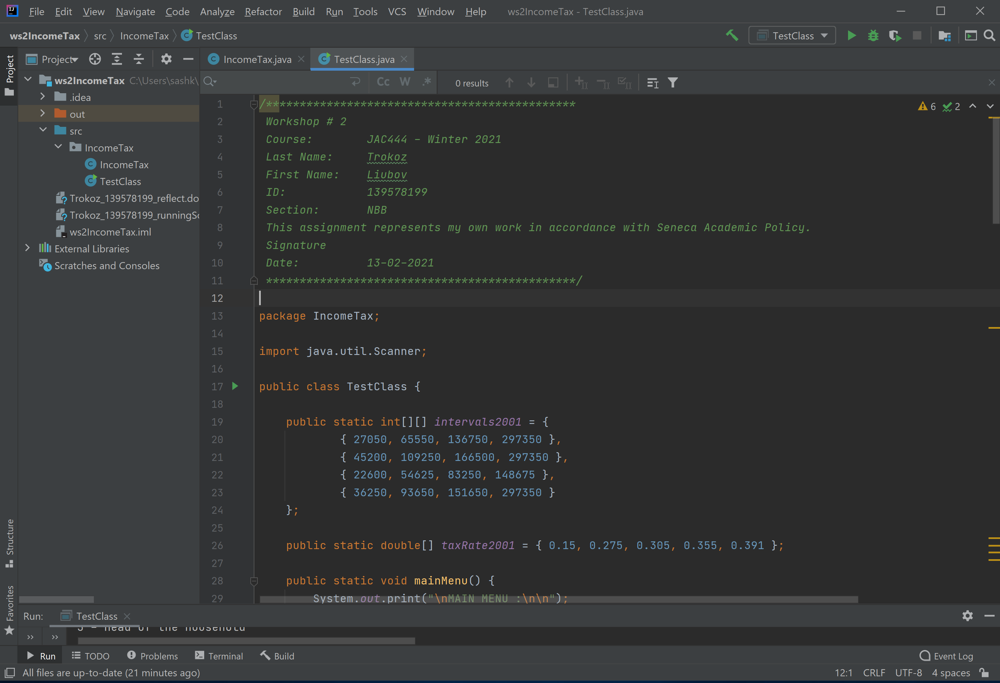 File Edit View Navigate Code Analyze Refactor Build Run Tools VCS Window Help ws2IncomeTax - TestClass.java
ws2IncomeTax src IncomeTax TestClass TestClass
Project
Project
IncomeTax.java TestClass.java
Cc W .* 0 results
ws2IncomeTax C:\Users\sashk\
.idea
out
src
IncomeTax
IncomeTax
TestClass
Trokoz_139578199_reflect.do
Trokoz_139578199_runningSc
ws2IncomeTax.iml
External Libraries
Scratches and Consoles
6 2
1 /**********************************************
2 Workshop # 2
3 Course: JAC444 - Winter 2021
4 Last Name: Trokoz
5 First Name: Liubov
6 ID: 139578199
7 Section: NBB
8 This assignment represents my own work in accordance with Seneca Academic Policy.
9 Signature
10 Date: 13-02-2021
11 **********************************************/
12
13 package IncomeTax;
14
15 import java.util.Scanner;
16
17 public class TestClass {
18
19 public static int[][] intervals2001 = {
20 { 27050, 65550, 136750, 297350 },
21 { 45200, 109250, 166500, 297350 },
22 { 22600, 54625, 83250, 148675 },
23 { 36250, 93650, 151650, 297350 }
24 };
25
26 public static double[] taxRate2001 = { 0.15, 0.275, 0.305, 0.355, 0.391 };
27
28 public static void mainMenu() {
29 System.out.print("\nMAIN MENU :\n\n");
Structure
Favorites
Run: TestClass
3 - Head of the household
Run TODO Problems Terminal Build Event Log
All files are up-to-date (21 minutes ago) 12:1 CRLF UTF-8 4 spaces